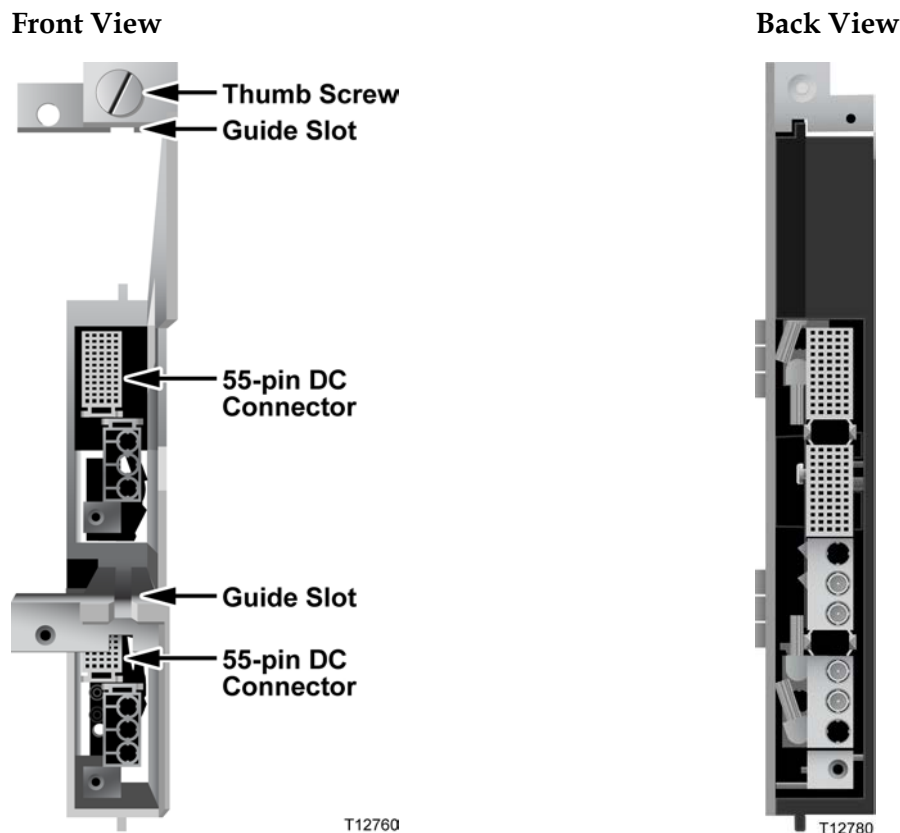 Front View
Back View
Thumb Screw
Guide Slot
55-pin DC
Connector
Guide Slot
55-pin DC
Connector
T12760
T12780